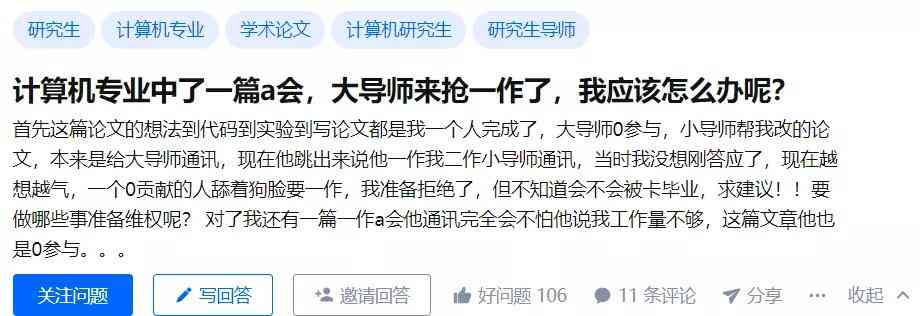 研究生 计算机专业 学术论文 计算机研究生 研究生导师
计算机专业中了一篇a会，大导师来抢一作了，我应该怎么办呢？
首先这篇论文的想法到代码到实验到写论文都是我一个人完成了，大导师0参与，小导师帮我改的论
文，本来是给大导师通讯，现在他跳出来说他一作我二作小导师通讯，当时我没想刚答应了，现在越
想越气，一个0贡献的人舔着狗脸要一作，我准备拒绝了，但不知道会不会被卡毕业，求建议！！要
做哪些事准备维权呢？ 对了我还有一篇一作a会他通讯完全会不怕他说我工作量不够，这篇文章他也
是0参与。。。
关注问题 写回答 邀请回答 好问题 106 11 条评论 分享 ··· 收起